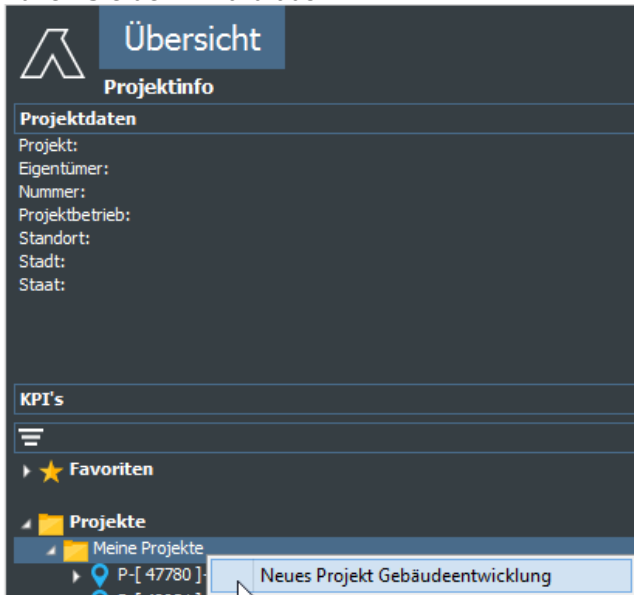 Übersicht
Projektinfo
Projektdaten
Projekt:
Eigentümer:
Nummer:
Projektbetrieb:
Standort:
Stadt:
Staat:
KPI's
Favoriten
Projekte
Meine Projekte
P-[ 47780 ]-
Neues Projekt Gebäudeentwicklung